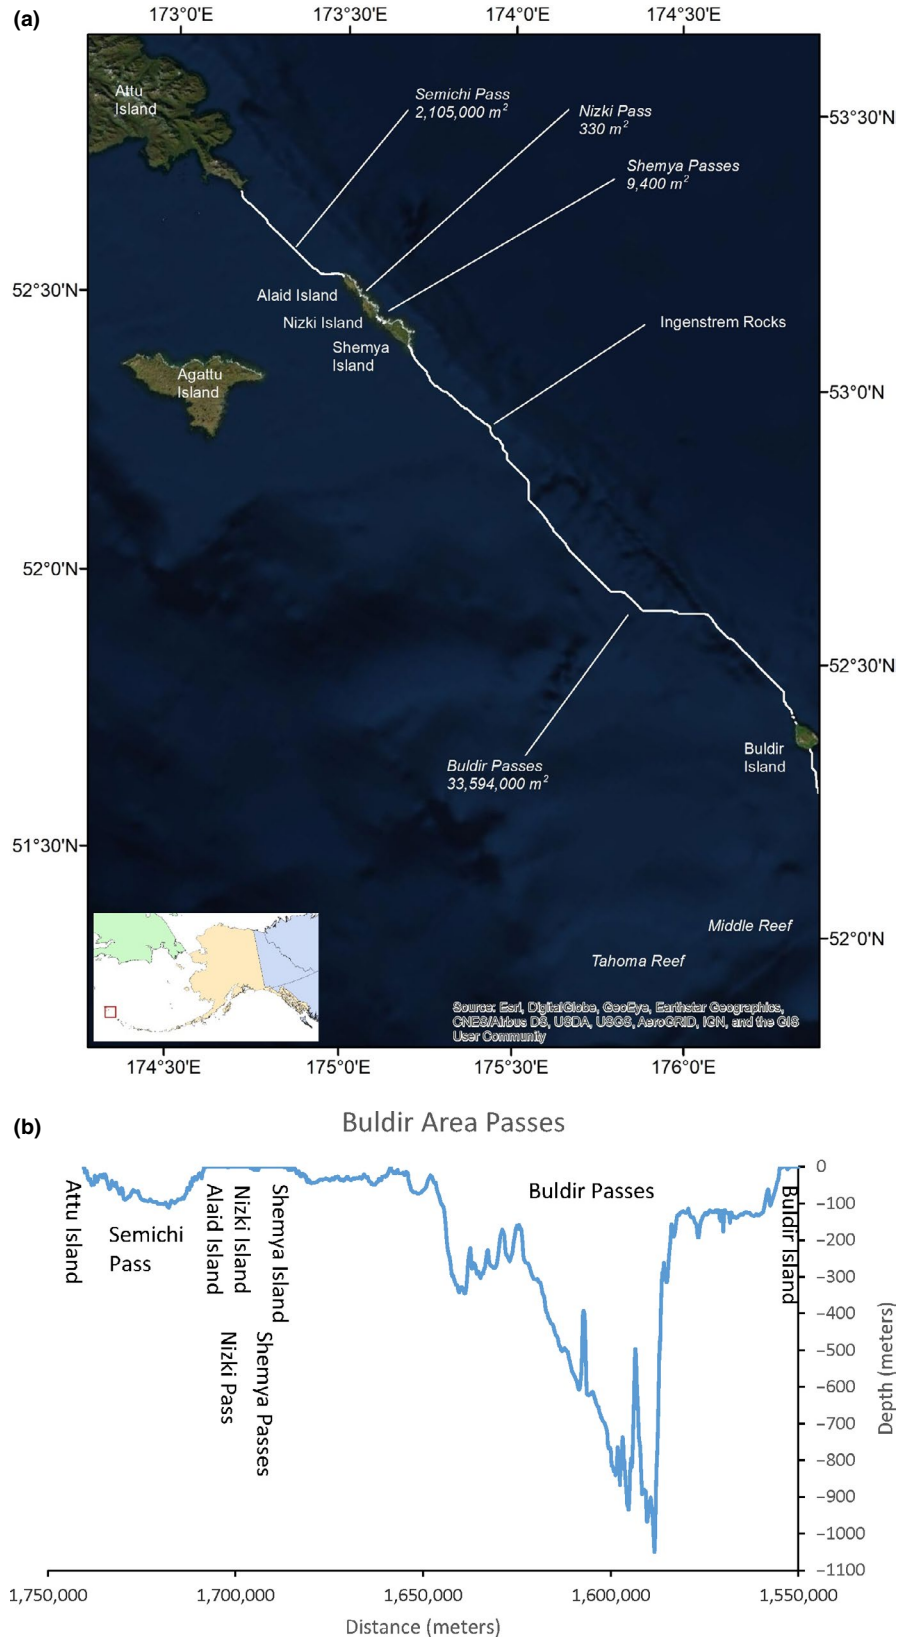 (a)
173°0'E
173°30'E
174°0'E
174°30'E
Attu
Island
Semichi Pass
2,105,000 m²
Nizki Pass
330 m²
53°30'N
Shemya Passes
9,400 m²
52°30'N
Alaid Island
Nizki Island
Ingenstrem Rocks
Shemya
Island
Agattu
Island
53°0'N
52°0'N
52°30'N
Buldir Passes
33,594,000 m²
Buldir
Island
51°30'N
Middle Reef
52°0'N
Tahoma Reef
Source: Esri, DigitalGlobe, GeoEye, Earthstar Geographics,
CNES/Airbus DS, USDA, USGS, AeroGRID, IGN, and the GIS
User Community
174°30'E
175°0'E
175°30'E
176°0'E
(b)
Buldir Area Passes
Attu Island
Semichi
Pass
Alaid Island
Nizki Island
Shemya Island
Nizki Pass
Shemya Passes
Buldir Passes
Buldir Island
0
−100
−200
−300
−400
−500
−600
−700
−800
−900
−1000
−1100
Depth (meters)
1,750,000
1,700,000
1,650,000
1,600,000
1,550,000
Distance (meters)